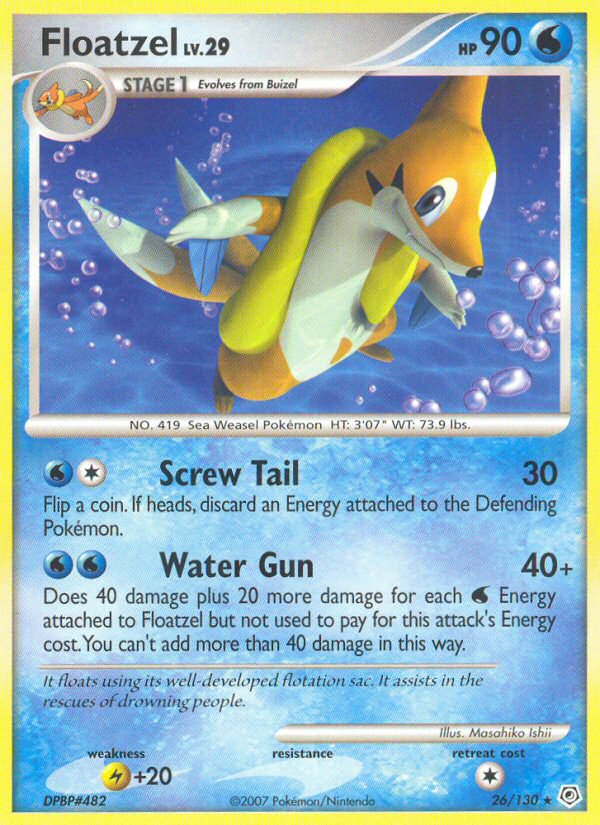 Floatzel LV.29 HP 90
STAGE 1 Evolves from Buizel
NO. 419 Sea Weasel Pokémon HT: 3'07" WT: 73.9 lbs.
Screw Tail 30
Flip a coin. If heads, discard an Energy attached to the Defending
Pokémon.
Water Gun 40+
Does 40 damage plus 20 more damage for each Energy
attached to Floatzel but not used to pay for this attack's Energy
cost. You can't add more than 40 damage in this way.
It floats using its well-developed flotation sac. It assists in the
rescues of drowning people.
Illus. Masahiko Ishii
weakness resistance retreat cost
+20
DPBP#482 ©2007 Pokémon/Nintendo 26/130 ★